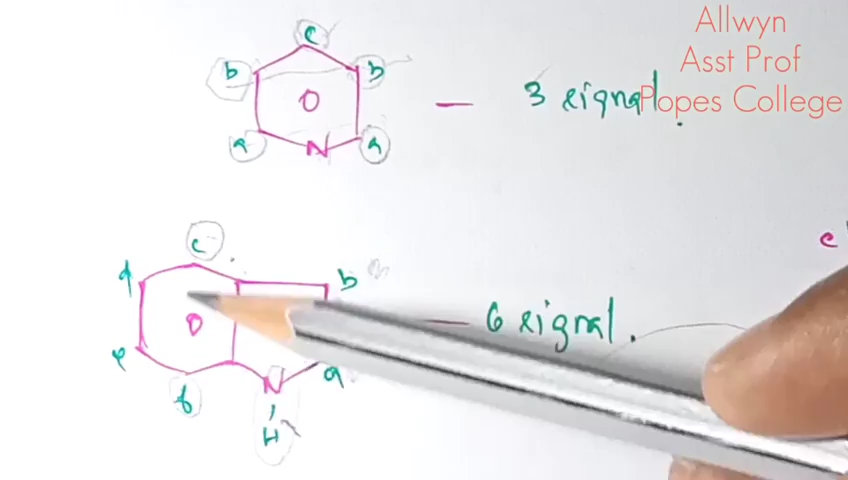 Allwyn
Asst Prof
Popes College
c
b b
a N a
3 signal.
c
d b
e
f N a
H
6 signal.
e